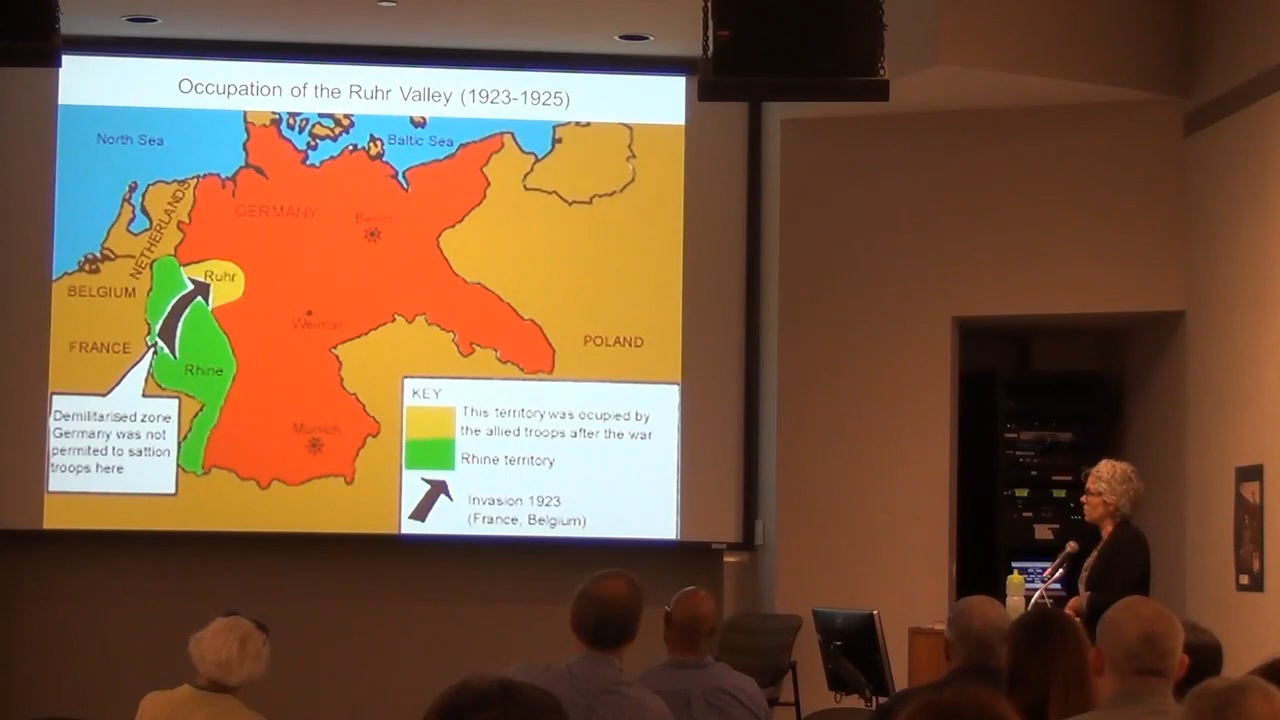 Occupation of the Ruhr Valley (1923-1925)
North Sea
Baltic Sea
NETHERLANDS
GERMANY
Berlin
Ruhr
BELGIUM
Weimar
FRANCE
POLAND
Rhine
Munich
Demilitarised zone
Germany was not
permited to sattion
troops here
KEY
This territory was ocupied by
the allied troops after the war
Rhine territory
Invasion 1923
(France, Belgium)